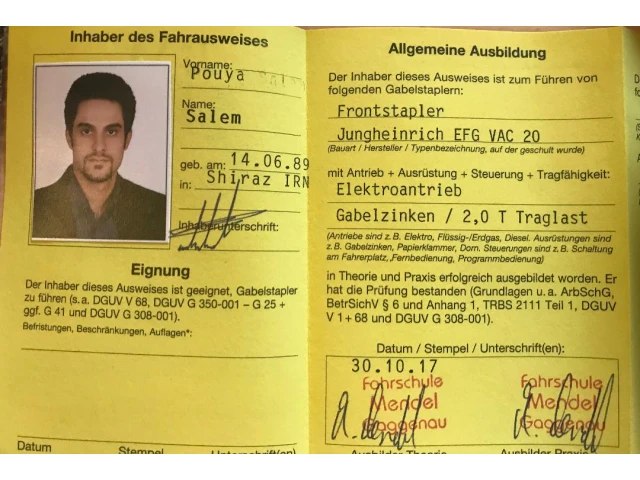 Inhaber des Fahrausweises
Vorname:
Pouya
Name:
Salem
geb. am: 14.06.89
in: Shiraz IRN
Inhaberunterschrift:
Eignung
Der Inhaber dieses Ausweises ist geeignet, Gabelstapler
zu führen (s. a. DGUV V 68, DGUV G 350-001 – G 25 +
ggf. G 41 und DGUV G 308-001).
Befristungen, Beschränkungen, Auflagen*:
Datum Stempel Unterschrift(en)
Allgemeine Ausbildung
Der Inhaber dieses Ausweises ist zum Führen von
folgenden Gabelstaplern:
Frontstapler
Jungheinrich EFG VAC 20
(Bauart / Hersteller / Typenbezeichnung, auf der geschult wurde)
mit Antrieb + Ausrüstung + Steuerung + Tragfähigkeit:
Elektroantrieb
Gabelzinken / 2,0 T Traglast
(Antriebe sind z. B. Elektro, Flüssig-/Erdgas, Diesel. Ausrüstungen sind
z. B. Gabelzinken, Papierklammer, Dorn. Steuerungen sind z. B. Schaltung
am Fahrerplatz, Fernbedienung, Programmbedienung)
in Theorie und Praxis erfolgreich ausgebildet worden. Er
hat die Prüfung bestanden (Grundlagen u. a. ArbSchG,
BetrSichV § 6 und Anhang 1, TRBS 2111 Teil 1, DGUV
V 1 + 68 und DGUV G 308-001).
Datum / Stempel / Unterschrift(en):
30.10.17
Fahrschule Fahrschule
Mendel Mendel
Gaggenau Gaggenau
Ausbilder Theorie Ausbilder Praxis